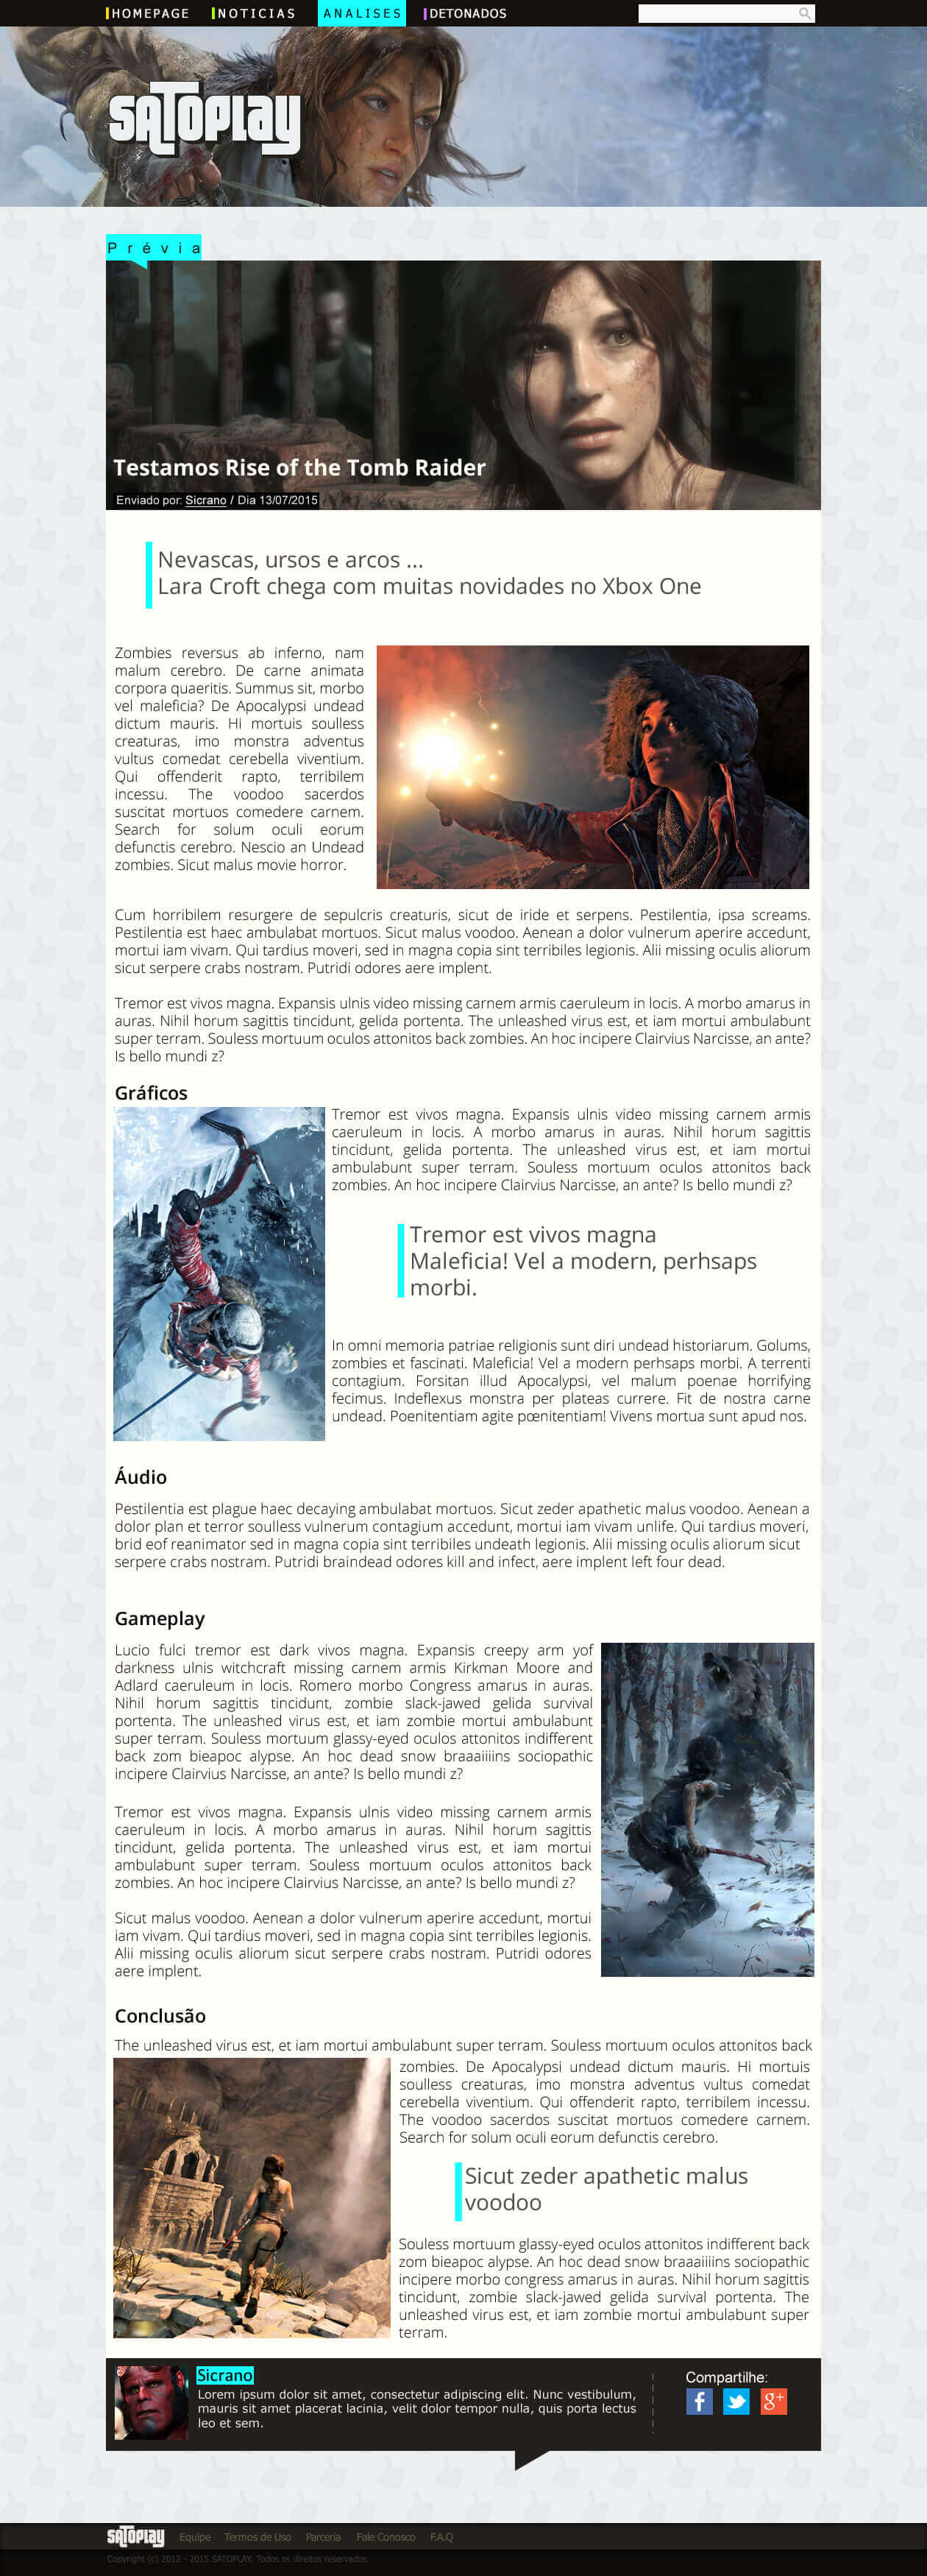 HOMEPAGE NOTICIAS ANALISES DETONADOS
SATOPLAY
Prévia
Testamos Rise of the Tomb Raider
Enviado por: Sicrano / Dia 13/07/2015
Nevascas, ursos e arcos ...
Lara Croft chega com muitas novidades no Xbox One
Zombies reversus ab inferno, nam
malum cerebro. De carne animata
corpora quaeritis. Summus sit, morbo
vel maleficia? De Apocalypsi undead
dictum mauris. Hi mortuis soulless
creaturas, imo monstra adventus
vultus comedat cerebella viventium.
Qui offenderit rapto, terribilem
incessu. The voodoo sacerdos
suscitat mortuos comedere carnem.
Search for solum oculi eorum
defunctis cerebro. Nescio an Undead
zombies. Sicut malus movie horror.
Cum horribilem resurgere de sepulcris creaturis, sicut de iride et serpens. Pestilentia, ipsa screams.
Pestilentia est haec ambulabat mortuos. Sicut malus voodoo. Aenean a dolor vulnerum aperire accedunt,
mortui iam vivam. Qui tardius moveri, sed in magna copia sint terribiles legionis. Alii missing oculis aliorum
sicut serpere crabs nostram. Putridi odores aere implent.
Tremor est vivos magna. Expansis ulnis video missing carnem armis caeruleum in locis. A morbo amarus in
auras. Nihil horum sagittis tincidunt, gelida portenta. The unleashed virus est, et iam mortui ambulabunt
super terram. Souless mortuum oculos attonitos back zombies. An hoc incipere Clairvius Narcisse, an ante?
Is bello mundi z?
Gráficos
Tremor est vivos magna. Expansis ulnis video missing carnem armis
caeruleum in locis. A morbo amarus in auras. Nihil horum sagittis
tincidunt, gelida portenta. The unleashed virus est, et iam mortui
ambulabunt super terram. Souless mortuum oculos attonitos back
zombies. An hoc incipere Clairvius Narcisse, an ante? Is bello mundi z?
Tremor est vivos magna
Maleficia! Vel a modern, perhsaps
morbi.
In omni memoria patriae religionis sunt diri undead historiarum. Golums,
zombies et fascinati. Maleficia! Vel a modern perhsaps morbi. A terrenti
contagium. Forsitan illud Apocalypsi, vel malum poenae horrifying
fecimus. Indeflexus monstra per plateas currere. Fit de nostra carne
undead. Poenitentiam agite pœnitentiam! Vivens mortua sunt apud nos.
Áudio
Pestilentia est plague haec decaying ambulabat mortuos. Sicut zeder apathetic malus voodoo. Aenean a
dolor plan et terror soulless vulnerum contagium accedunt, mortui iam vivam unlife. Qui tardius moveri,
brid eof reanimator sed in magna copia sint terribiles undeath legionis. Alii missing oculis aliorum sicut
serpere crabs nostram. Putridi braindead odores kill and infect, aere implent left four dead.
Gameplay
Lucio fulci tremor est dark vivos magna. Expansis creepy arm yof
darkness ulnis witchcraft missing carnem armis Kirkman Moore and
Adlard caeruleum in locis. Romero morbo Congress amarus in auras.
Nihil horum sagittis tincidunt, zombie slack-jawed gelida survival
portenta. The unleashed virus est, et iam zombie mortui ambulabunt
super terram. Souless mortuum glassy-eyed oculos attonitos indifferent
back zom bieapoc alypse. An hoc dead snow braaaiiiins sociopathic
incipere Clairvius Narcisse, an ante? Is bello mundi z?
Tremor est vivos magna. Expansis ulnis video missing carnem armis
caeruleum in locis. A morbo amarus in auras. Nihil horum sagittis
tincidunt, gelida portenta. The unleashed virus est, et iam mortui
ambulabunt super terram. Souless mortuum oculos attonitos back
zombies. An hoc incipere Clairvius Narcisse, an ante? Is bello mundi z?
Sicut malus voodoo. Aenean a dolor vulnerum aperire accedunt, mortui
iam vivam. Qui tardius moveri, sed in magna copia sint terribiles legionis.
Alii missing oculis aliorum sicut serpere crabs nostram. Putridi odores
aere implent.
Conclusão
The unleashed virus est, et iam mortui ambulabunt super terram. Souless mortuum oculos attonitos back
zombies. De Apocalypsi undead dictum mauris. Hi mortuis
soulless creaturas, imo monstra adventus vultus comedat
cerebella viventium. Qui offenderit rapto, terribilem incessu.
The voodoo sacerdos suscitat mortuos comedere carnem.
Search for solum oculi eorum defunctis cerebro.
Sicut zeder apathetic malus
voodoo
Souless mortuum glassy-eyed oculos attonitos indifferent back
zom bieapoc alypse. An hoc dead snow braaaiiiins sociopathic
incipere morbo congress amarus in auras. Nihil horum sagittis
tincidunt, zombie slack-jawed gelida survival portenta. The
unleashed virus est, et iam zombie mortui ambulabunt super
terram.
Sicrano
Lorem ipsum dolor sit amet, consectetur adipiscing elit. Nunc vestibulum,
mauris sit amet placerat lacinia, velit dolor tempor nulla, quis porta lectus
leo et sem.
Compartilhe:
f g+
SATOPLAY Equipe Termos de Uso Parceria Fale Conosco F.A.Q
Copyright (c) 2012 - 2015 SATOPLAY. Todos os direitos reservados.